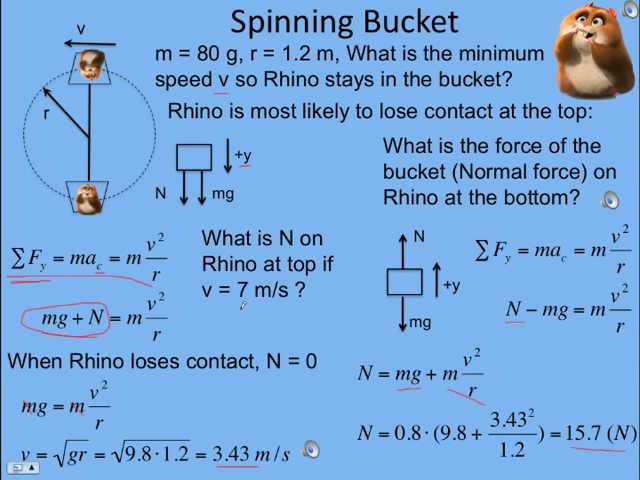 Spinning Bucket
v
m = 80 g, r = 1.2 m, What is the minimum
speed v so Rhino stays in the bucket?
r
Rhino is most likely to lose contact at the top:
+y
N mg
What is the force of the
bucket (Normal force) on
Rhino at the bottom?
∑F_y = ma_c = m v²/r
mg + N = m v²/r
What is N on
Rhino at top if
v = 7 m/s ?
N
+y
mg
∑F_y = ma_c = m v²/r
N − mg = m v²/r
When Rhino loses contact, N = 0
mg = m v²/r
v = √gr = √9.8·1.2 = 3.43 m/s
N = mg + m v²/r
N = 0.8·(9.8 + 3.43²/1.2) = 15.7 (N)